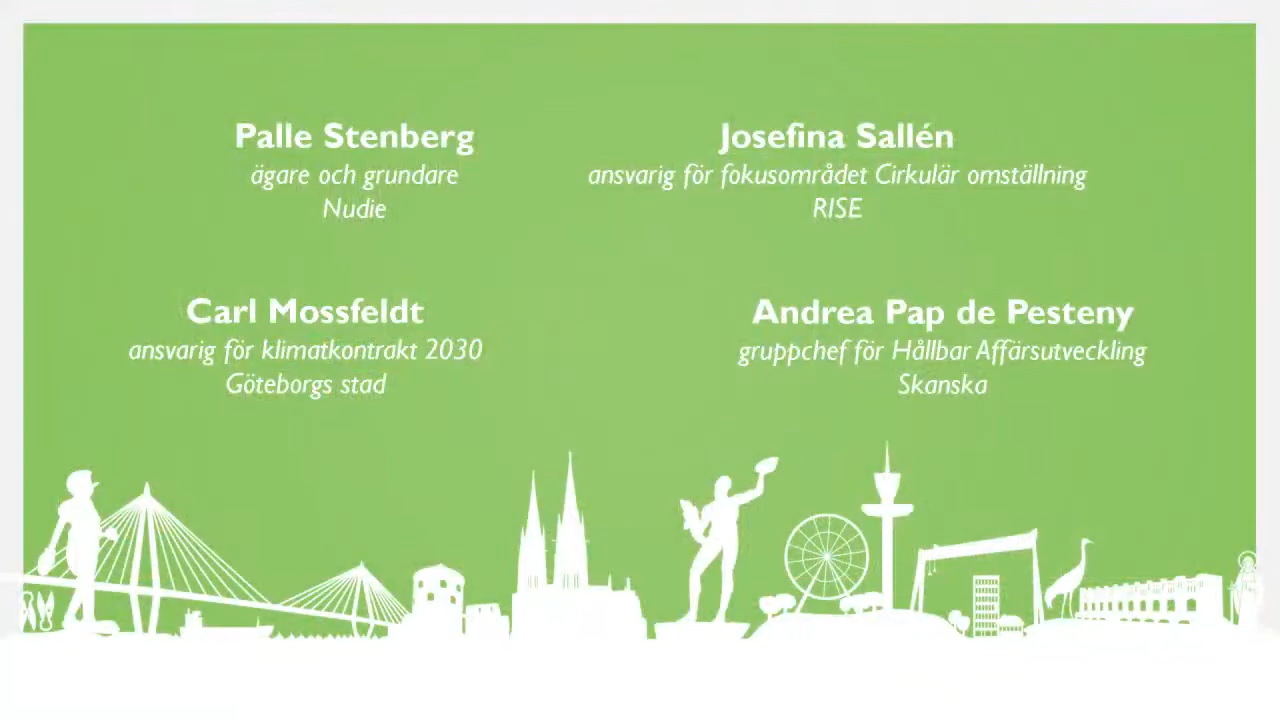 Palle Stenberg
ägare och grundare
Nudie
Josefina Sallén
ansvarig för fokusområdet Cirkulär omställning
RISE
Carl Mossfeldt
ansvarig för klimatkontrakt 2030
Göteborgs stad
Andrea Pap de Pesteny
gruppchef för Hållbar Affärsutveckling
Skanska